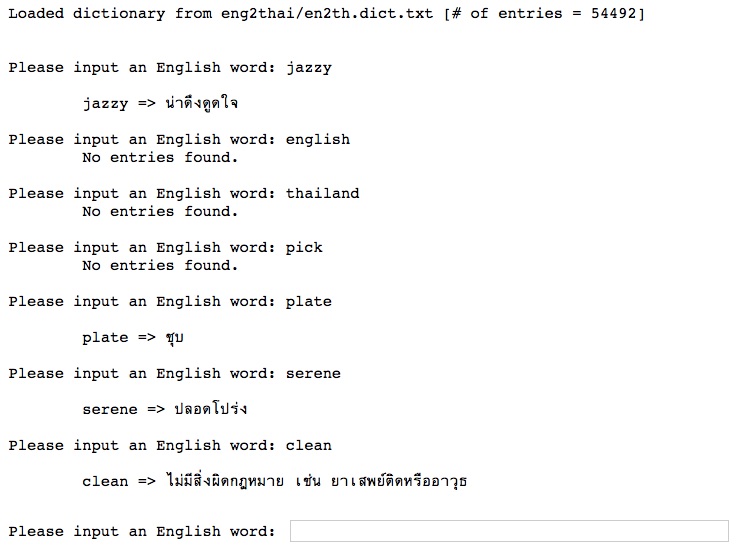 Loaded dictionary from eng2thai/en2th.dict.txt [# of entries = 54492]
Please input an English word: jazzy
jazzy => น่าดึงดูดใจ
Please input an English word: english
No entries found.
Please input an English word: thailand
No entries found.
Please input an English word: pick
No entries found.
Please input an English word: plate
plate => ชุบ
Please input an English word: serene
serene => ปลอดโปร่ง
Please input an English word: clean
clean => ไม่มีสิ่งผิดกฎหมาย เช่น ยาเสพย์ติดหรืออาวุธ
Please input an English word: